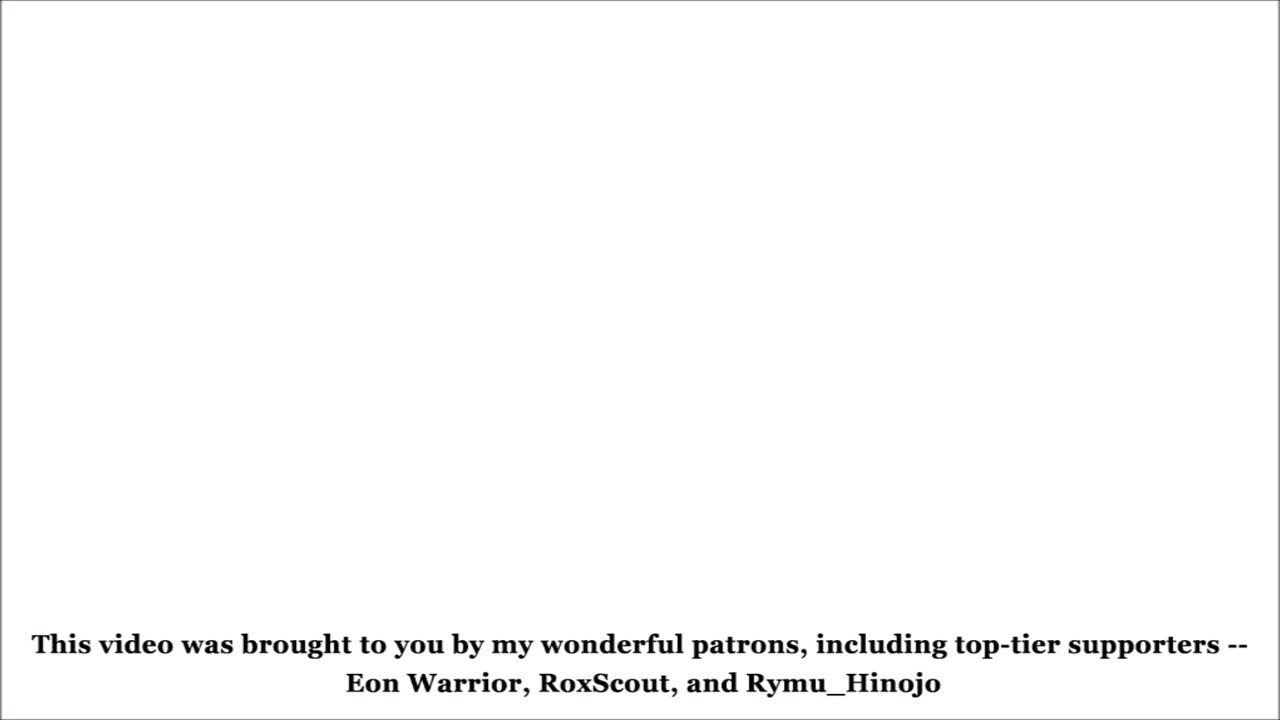 This video was brought to you by my wonderful patrons, including top-tier supporters --
Eon Warrior, RoxScout, and Rymu_Hinojo